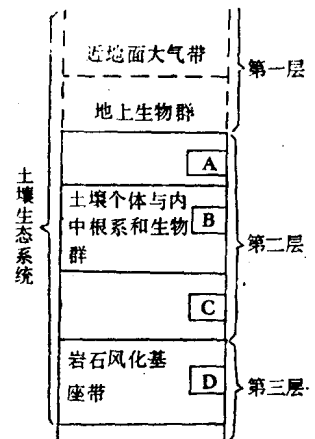 近地面大气带
第一层
地上生物群
A
土壤个体与内
中根系和生物
群
B
土壤生态系统
第二层
C
岩石风化基
座带
D
第三层